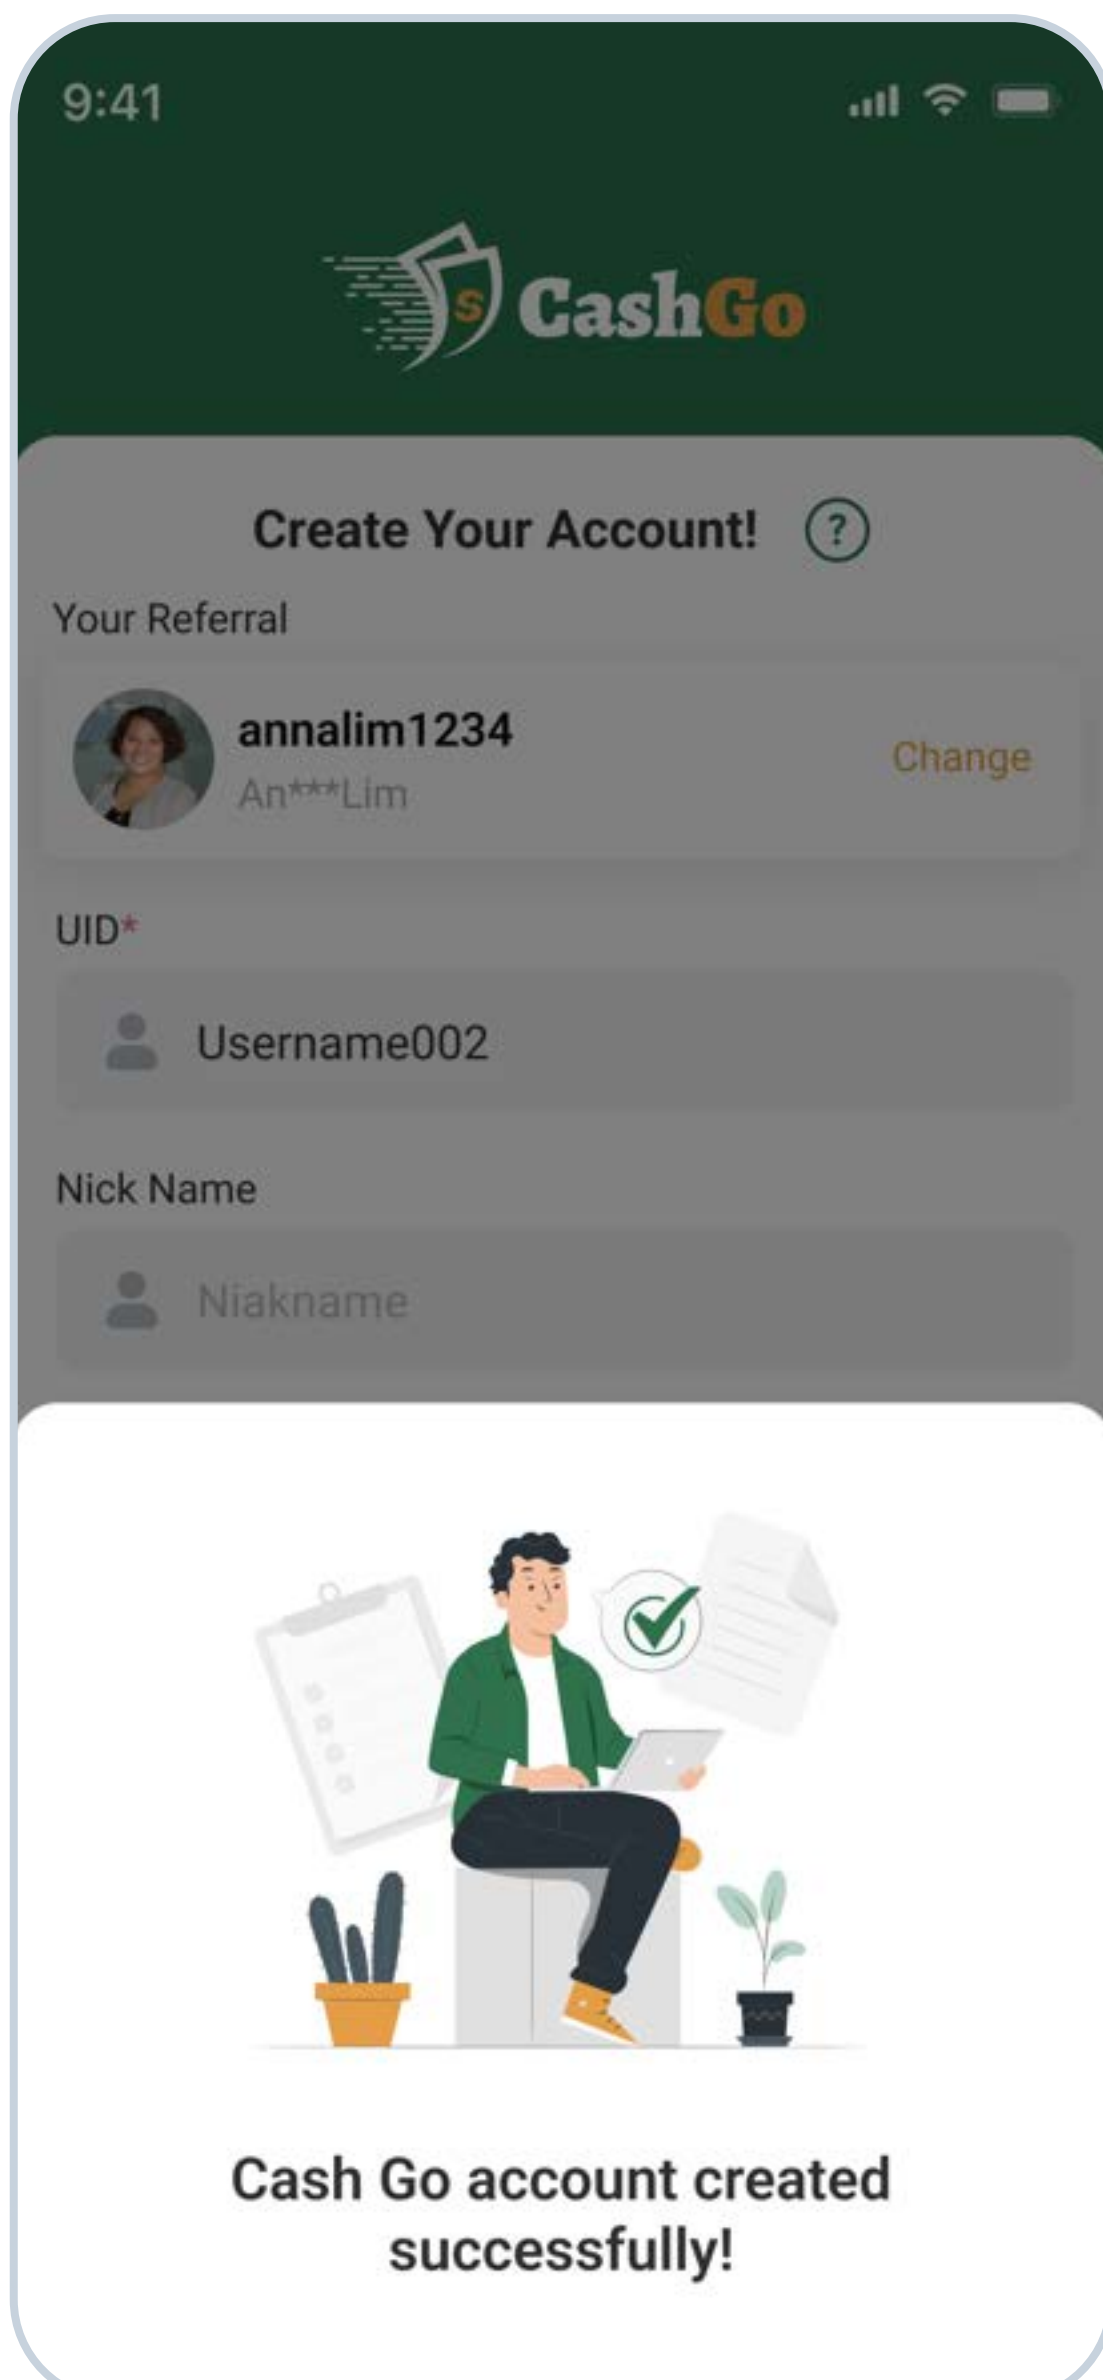 9:41
CashGo
Create Your Account! ?
Your Referral
annalim1234
An***Lim
Change
UID*
Username002
Nick Name
Niakname
Cash Go account created
successfully!